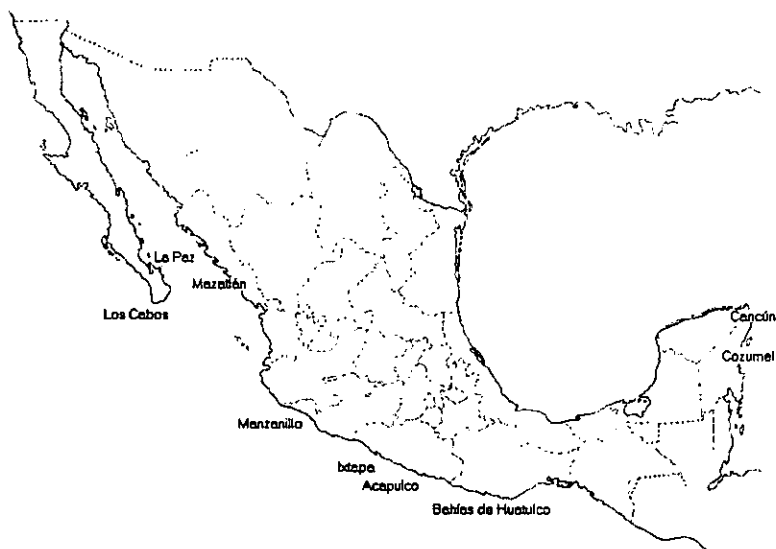 La Paz
Mazatlán
Los Cabos
Cancún
Cozumel
Manzanillo
Ixtapa
Acapulco
Bahías de Huatulco